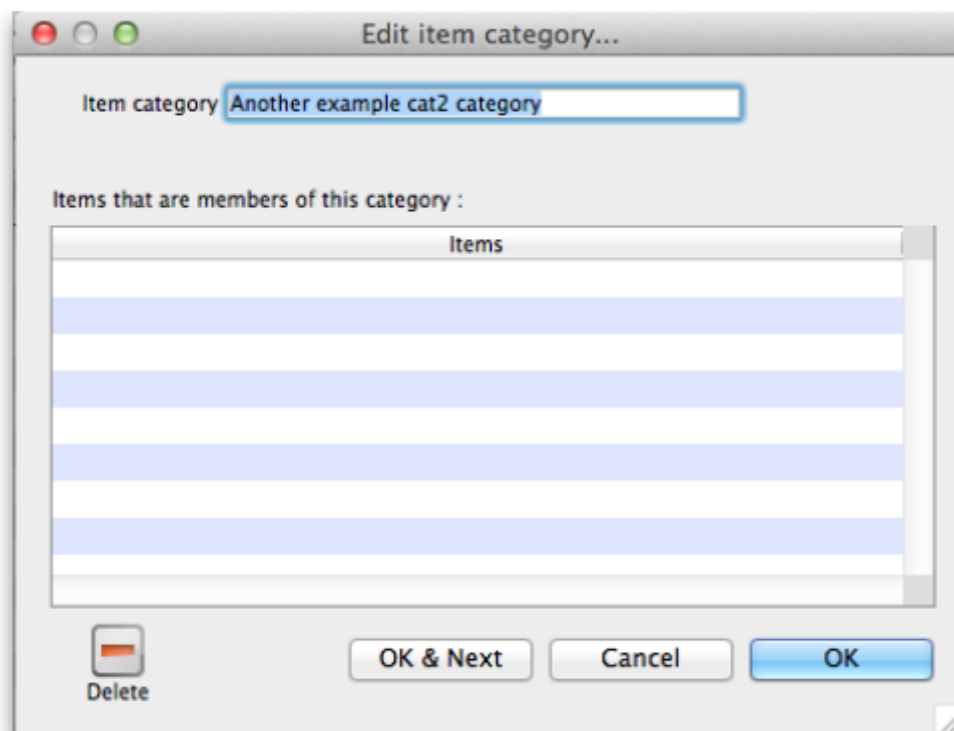 Edit item category...
Item category Another example cat2 category
Items that are members of this category :
Items
OK & Next Cancel OK
Delete